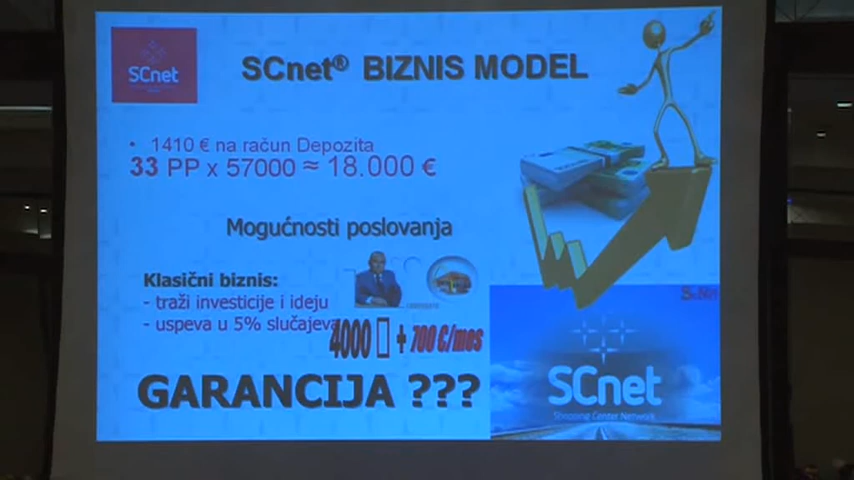 SCnet
SCnet® BIZNIS MODEL
• 1410 € na račun Depozita
33 PP x 57000 ≈ 18.000 €
Mogućnosti poslovanja
Klasični biznis:
- traži investicije i ideju
- uspeva u 5% slučajeva
4000 + 700 €/mes
GARANCIJA ???
ScNet
SCnet
Shopping Center Network